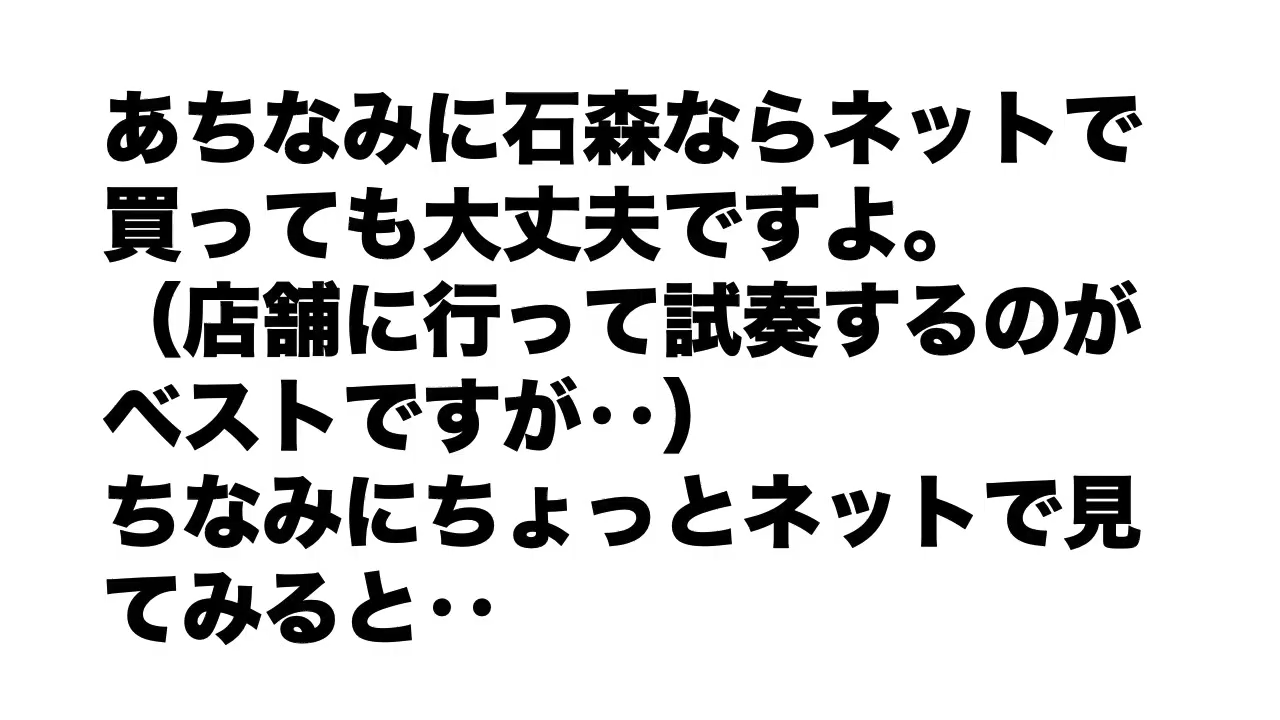 あちなみに石森ならネットで
買っても大丈夫ですよ。
（店舗に行って試奏するのが
ベストですが‥）
ちなみにちょっとネットで見
てみると‥